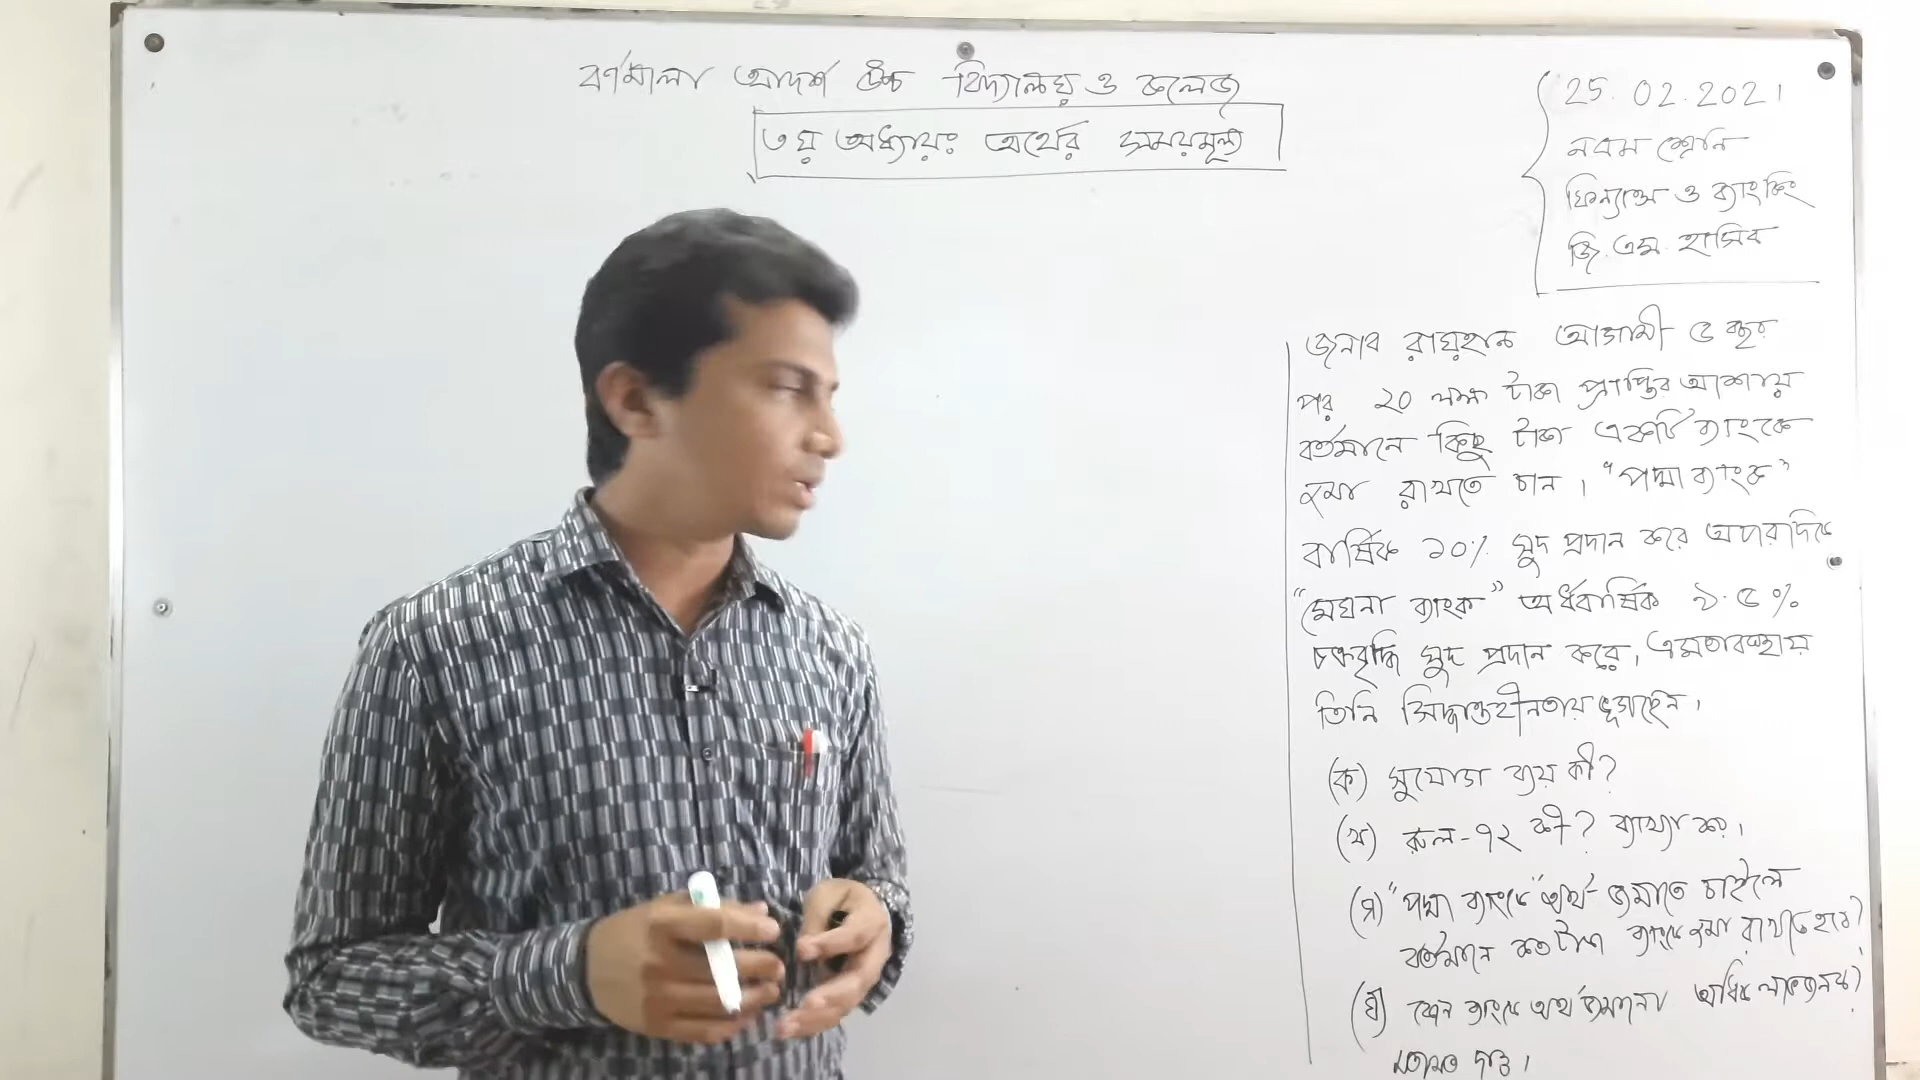 বর্ণমালা আদর্শ উচ্চ বিদ্যালয় ও কলেজ
৩য় অধ্যায়ঃ অর্থের সময়মূল্য
25.02.2021
নবম শ্রেনি
ফিন্যান্স ও ব্যাংকিং
জি.এম. হাসিব
জনাব রায়হান আগামী ৫ বছর
পর ২০ লক্ষ টাকা প্রাপ্তির আশায়
বর্তমানে কিছু টাকা একটি ব্যাংকে
জমা রাখতে চান। "পদ্মা ব্যাংক"
বার্ষিক ১০% সুদ প্রদান করে অপরদিকে
"মেঘনা ব্যাংক" অর্ধবার্ষিক ৯.৫%
চক্রবৃদ্ধি সুদ প্রদান করে। এমতাবস্থায়
তিনি সিদ্ধান্তহীনতায় ভুগছেন।
(ক) সুযোগ ব্যয় কী?
(খ) রুল-৭২ কী? ব্যাখ্যা কর।
(গ) "পদ্মা ব্যাংকে" অর্থ জমাতে চাইলে
বর্তমানে কত টাকা ব্যাংকে জমা রাখতে হবে?
(ঘ) কোন ব্যাংকে অর্থ জমানো অধিক লাভজনক?
মতামত দাও।